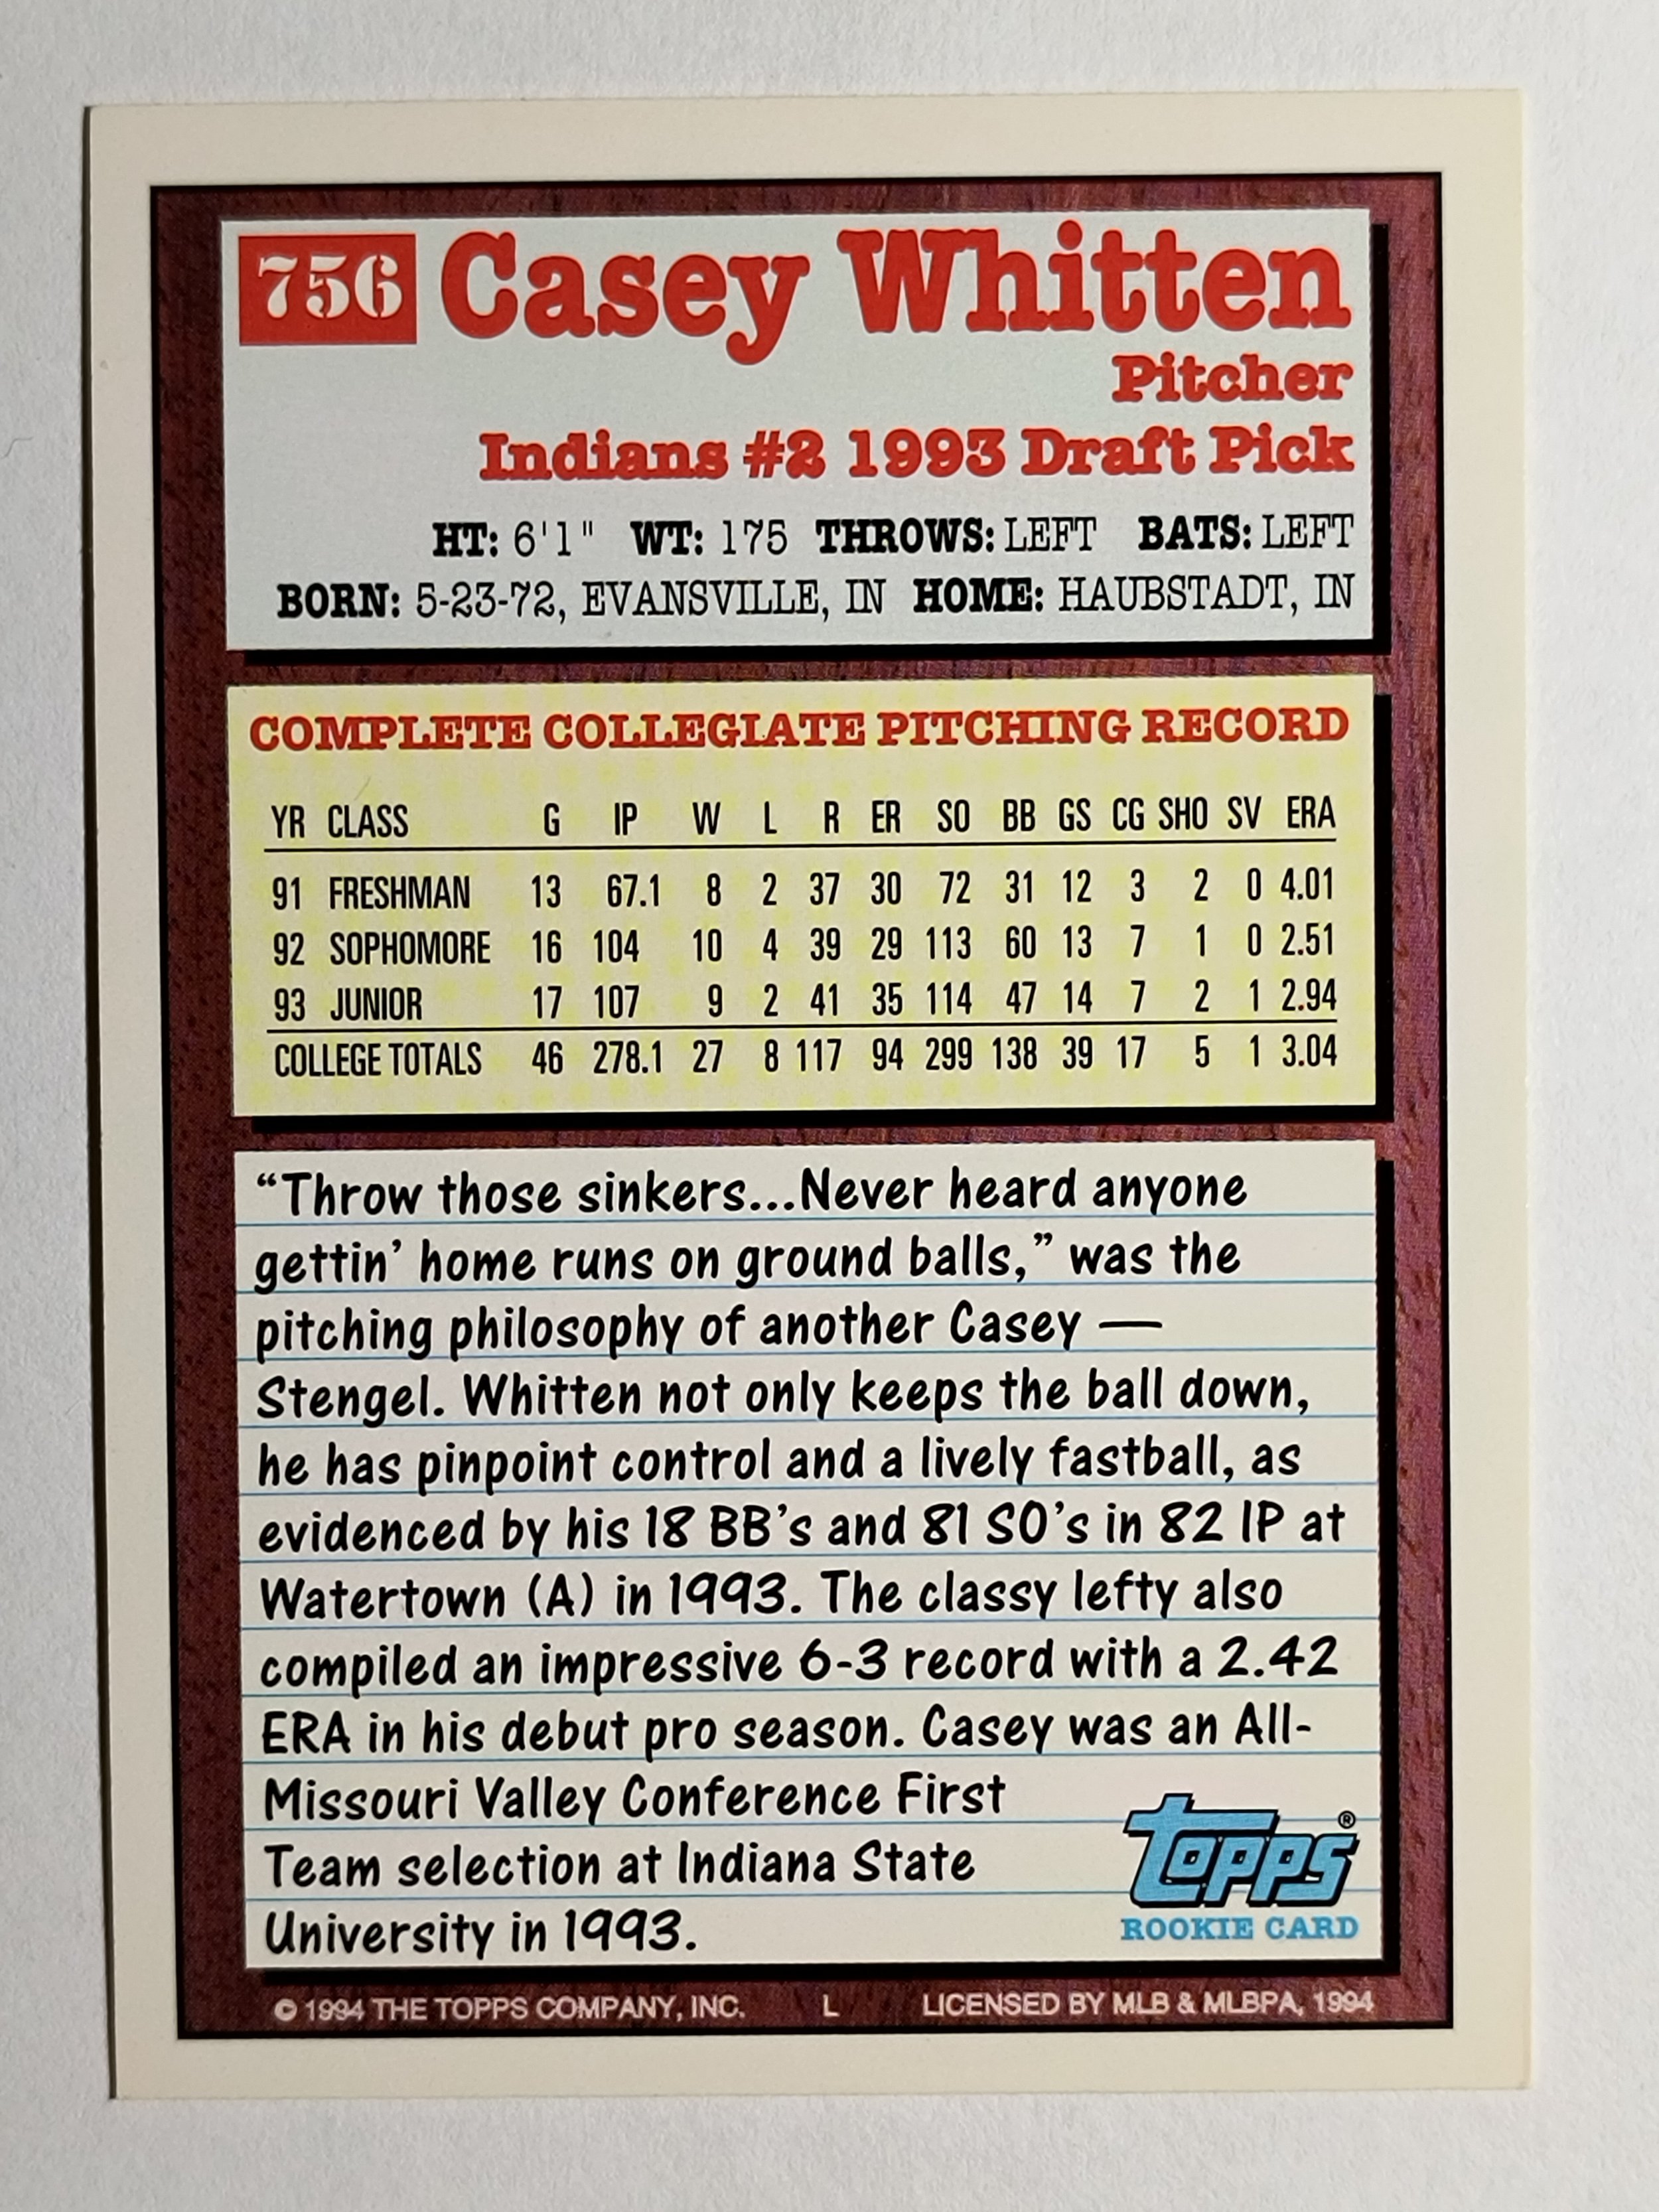 756 Casey Whitten
Pitcher
Indians #2 1993 Draft Pick
HT: 6'1" WT: 175 THROWS: LEFT BATS: LEFT
BORN: 5-23-72, EVANSVILLE, IN HOME: HAUBSTADT, IN
COMPLETE COLLEGIATE PITCHING RECORD
YR CLASS G IP W L R ER SO BB GS CG SHO SV ERA
91 FRESHMAN 13 67.1 8 2 37 30 72 31 12 3 2 0 4.01
92 SOPHOMORE 16 104 10 4 39 29 113 60 13 7 1 0 2.51
93 JUNIOR 17 107 9 2 41 35 114 47 14 7 2 1 2.94
COLLEGE TOTALS 46 278.1 27 8 117 94 299 138 39 17 5 1 3.04
“Throw those sinkers...Never heard anyone
gettin’ home runs on ground balls,” was the
pitching philosophy of another Casey —
Stengel. Whitten not only keeps the ball down,
he has pinpoint control and a lively fastball, as
evidenced by his 18 BB’s and 81 SO’s in 82 IP at
Watertown (A) in 1993. The classy lefty also
compiled an impressive 6-3 record with a 2.42
ERA in his debut pro season. Casey was an All-
Missouri Valley Conference First
Team selection at Indiana State
University in 1993.
Topps®
ROOKIE CARD
© 1994 THE TOPPS COMPANY, INC. L LICENSED BY MLB & MLBPA, 1994